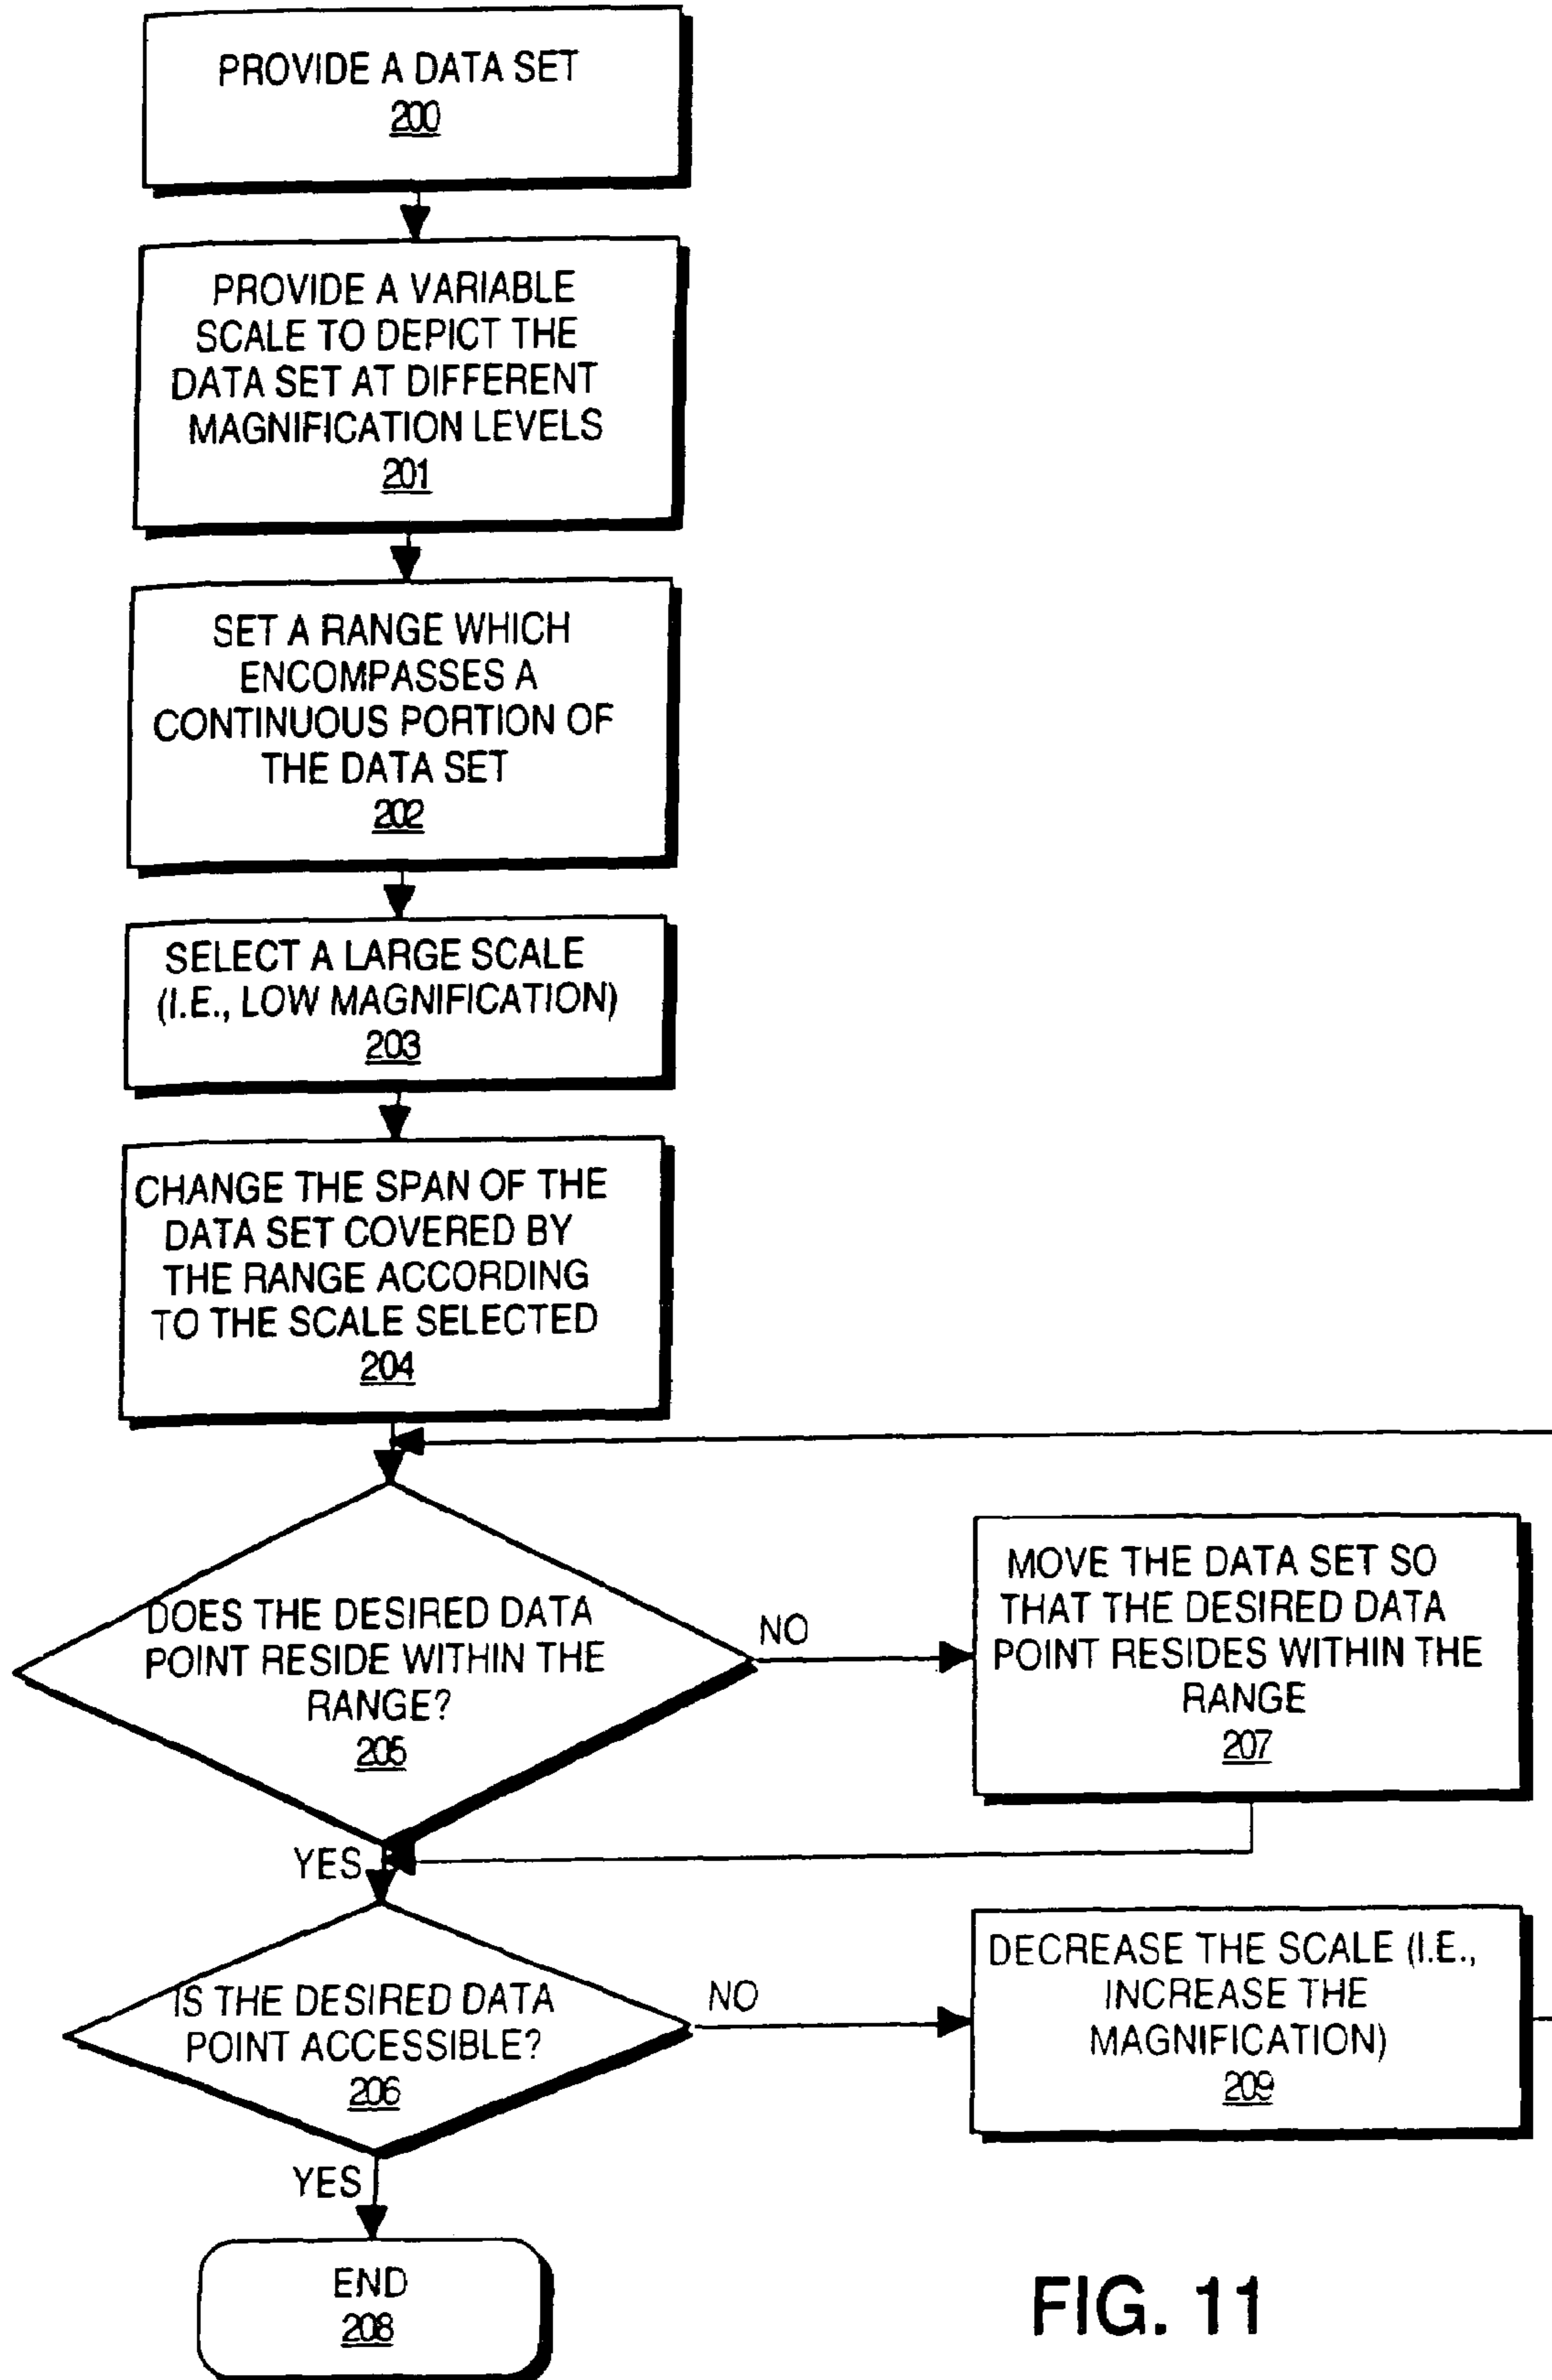 PROVIDE A DATA SET
200
PROVIDE A VARIABLE
SCALE TO DEPICT THE
DATA SET AT DIFFERENT
MAGNIFICATION LEVELS
201
SET A RANGE WHICH
ENCOMPASSES A
CONTINUOUS PORTION OF
THE DATA SET
202
SELECT A LARGE SCALE
(I.E., LOW MAGNIFICATION)
203
CHANGE THE SPAN OF THE
DATA SET COVERED BY
THE RANGE ACCORDING
TO THE SCALE SELECTED
204
DOES THE DESIRED DATA
POINT RESIDE WITHIN THE
RANGE?
205
NO
MOVE THE DATA SET SO
THAT THE DESIRED DATA
POINT RESIDES WITHIN THE
RANGE
207
YES
IS THE DESIRED DATA
POINT ACCESSIBLE?
206
NO
DECREASE THE SCALE (I.E.,
INCREASE THE
MAGNIFICATION)
209
YES
END
208
FIG. 11